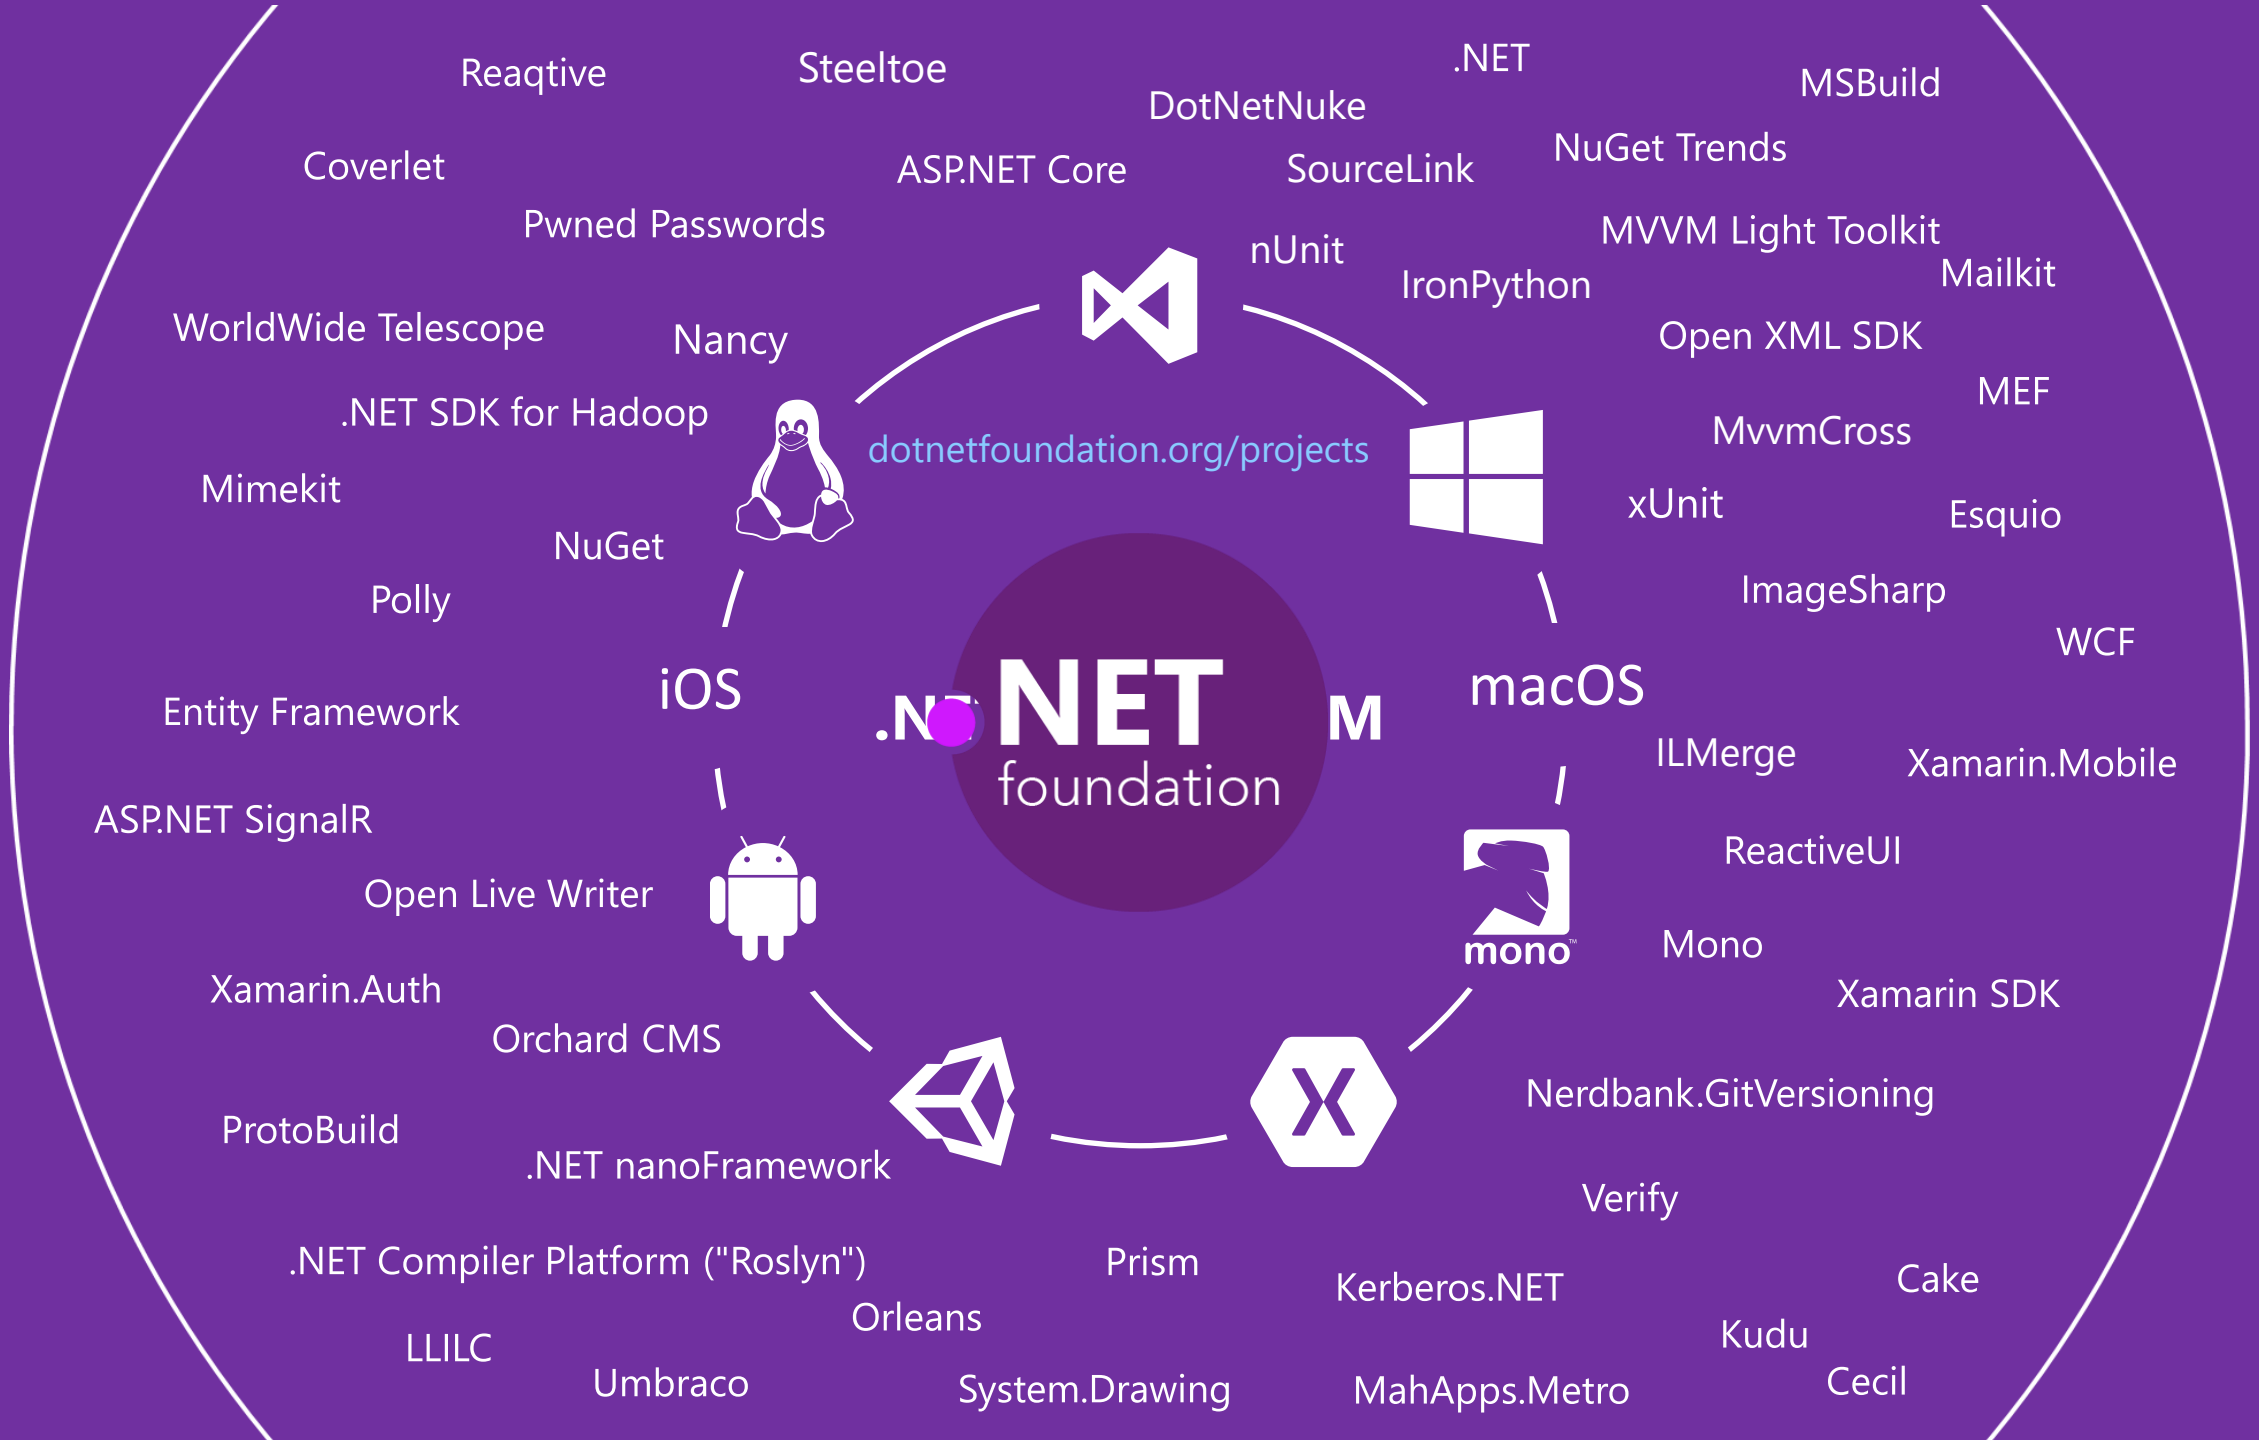 Reaqtive
Steeltoe
.NET
MSBuild
DotNetNuke
NuGet Trends
Coverlet
ASP.NET Core
SourceLink
Pwned Passwords
MVVM Light Toolkit
nUnit
Mailkit
IronPython
WorldWide Telescope
Nancy
Open XML SDK
MEF
.NET SDK for Hadoop
MvvmCross
dotnetfoundation.org/projects
Mimekit
xUnit
Esquio
NuGet
ImageSharp
Polly
WCF
iOS
macOS
Entity Framework
.NET
foundation
M
ILMerge
Xamarin.Mobile
ASP.NET SignalR
ReactiveUI
Open Live Writer
mono™
Mono
Xamarin.Auth
Xamarin SDK
Orchard CMS
Nerdbank.GitVersioning
ProtoBuild
.NET nanoFramework
Verify
.NET Compiler Platform ("Roslyn")
Prism
Kerberos.NET
Cake
Orleans
Kudu
LLILC
Umbraco
System.Drawing
MahApps.Metro
Cecil